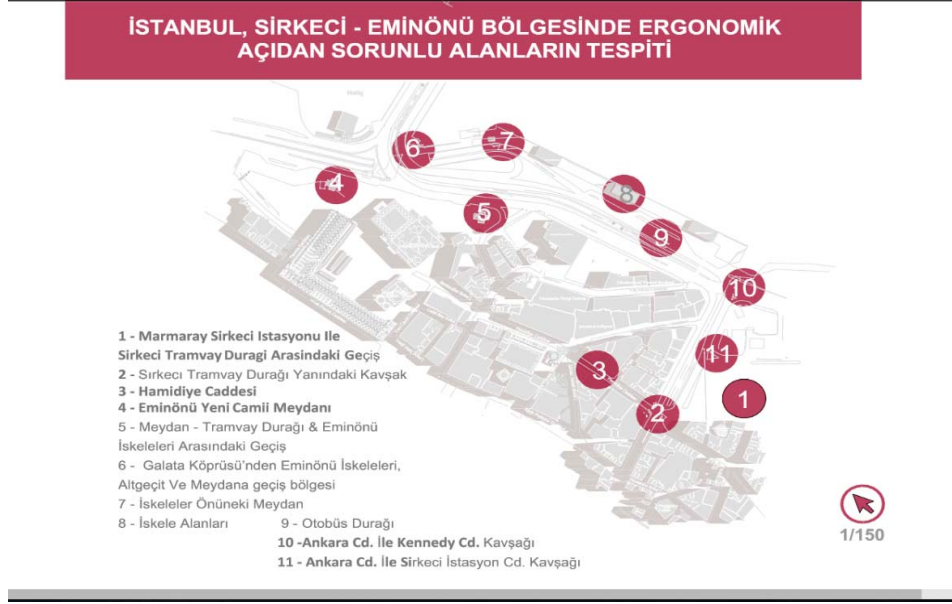 İSTANBUL, SİRKECİ - EMİNÖNÜ BÖLGESİNDE ERGONOMİK
AÇIDAN SORUNLU ALANLARIN TESPİTİ
6
7
4
5
8
9
10
11
3
1
2
1 - Marmaray Sirkeci Istasyonu Ile
Sirkeci Tramvay Duragi Arasindaki Geçiş
2 - Sırkecı Tramvay Durağı Yanındaki Kavşak
3 - Hamidiye Caddesi
4 - Eminönü Yeni Camii Meydanı
5 - Meydan - Tramvay Durağı & Eminönü
İskeleleri Arasındaki Geçiş
6 - Galata Köprüsü'nden Eminönü İskeleleri,
Altgeçit Ve Meydana geçiş bölgesi
7 - İskeleler Önüneki Meydan
8 - İskele Alanları 9 - Otobüs Durağı
10 -Ankara Cd. İle Kennedy Cd. Kavşağı
11 - Ankara Cd. İle Sirkeci İstasyon Cd. Kavşağı
1/150